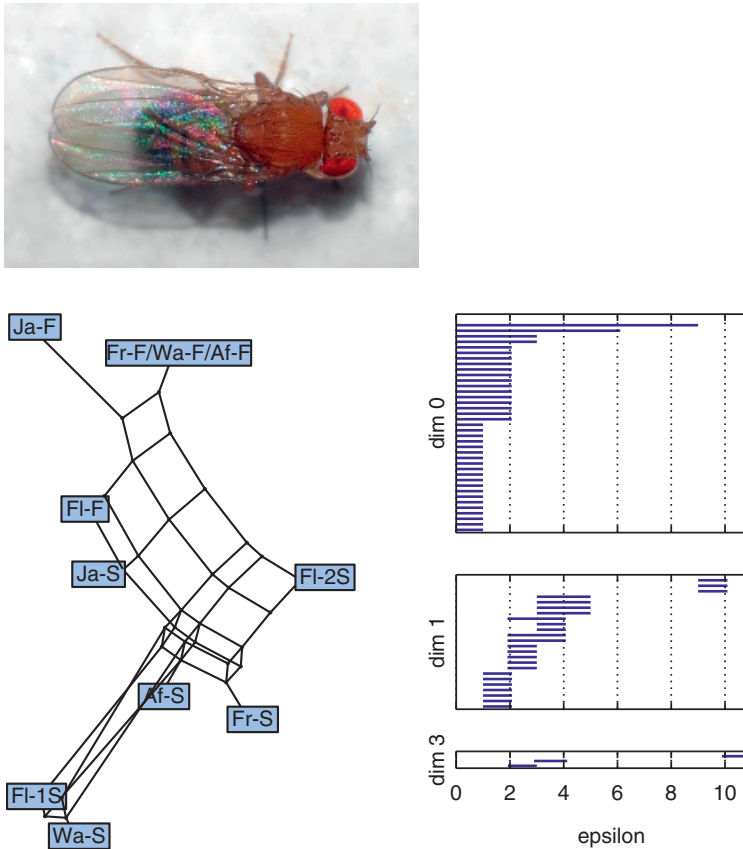 Ja-F
Fr-F/Wa-F/Af-F
Fl-F
Ja-S
Fl-2S
Af-S
Fr-S
Fl-1S
Wa-S
dim 0
dim 1
dim 3
0 2 4 6 8 10
epsilon